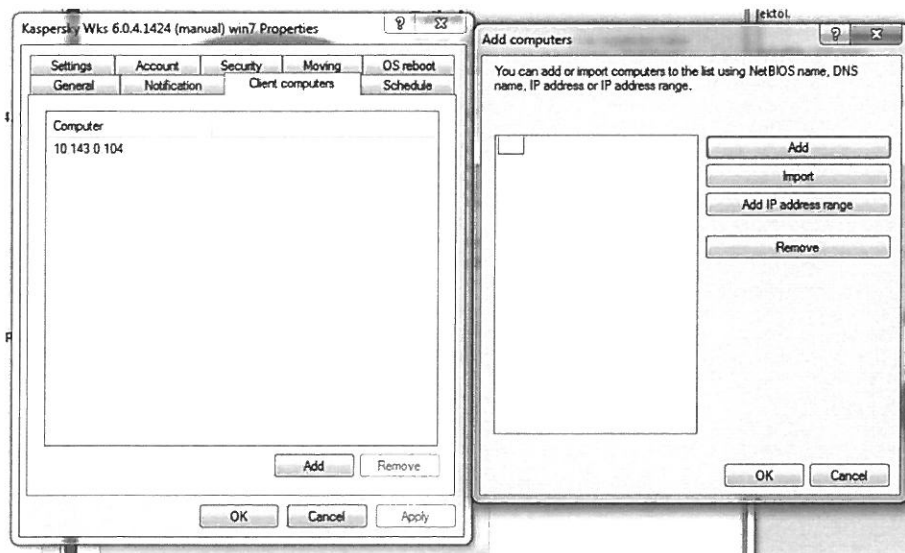 Kaspersky Wks 6.0.4.1424 (manual) win7 Properties
Settings Account Security Moving OS reboot
General Notification Client computers Schedule
Computer
10 143 0 104
Add Remove
OK Cancel Apply
jektol.
Add computers
You can add or import computers to the list using NetBIOS name, DNS
name, IP address or IP address range.
Add
Import
Add IP address range
Remove
OK Cancel